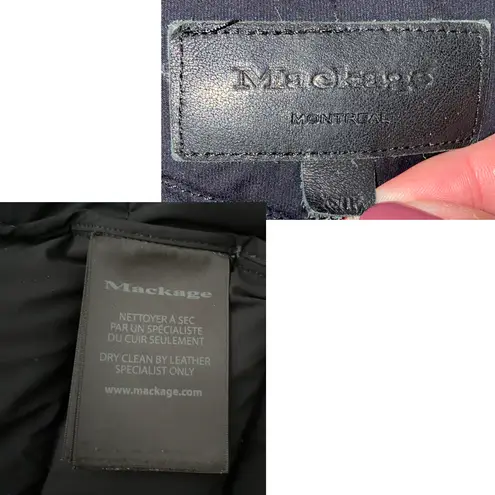 Mackage
MONTREAL
Mackage
NETTOYER À SEC
PAR UN SPÉCIALISTE
DU CUIR SEULEMENT
DRY CLEAN BY LEATHER
SPECIALIST ONLY
www.mackage.com